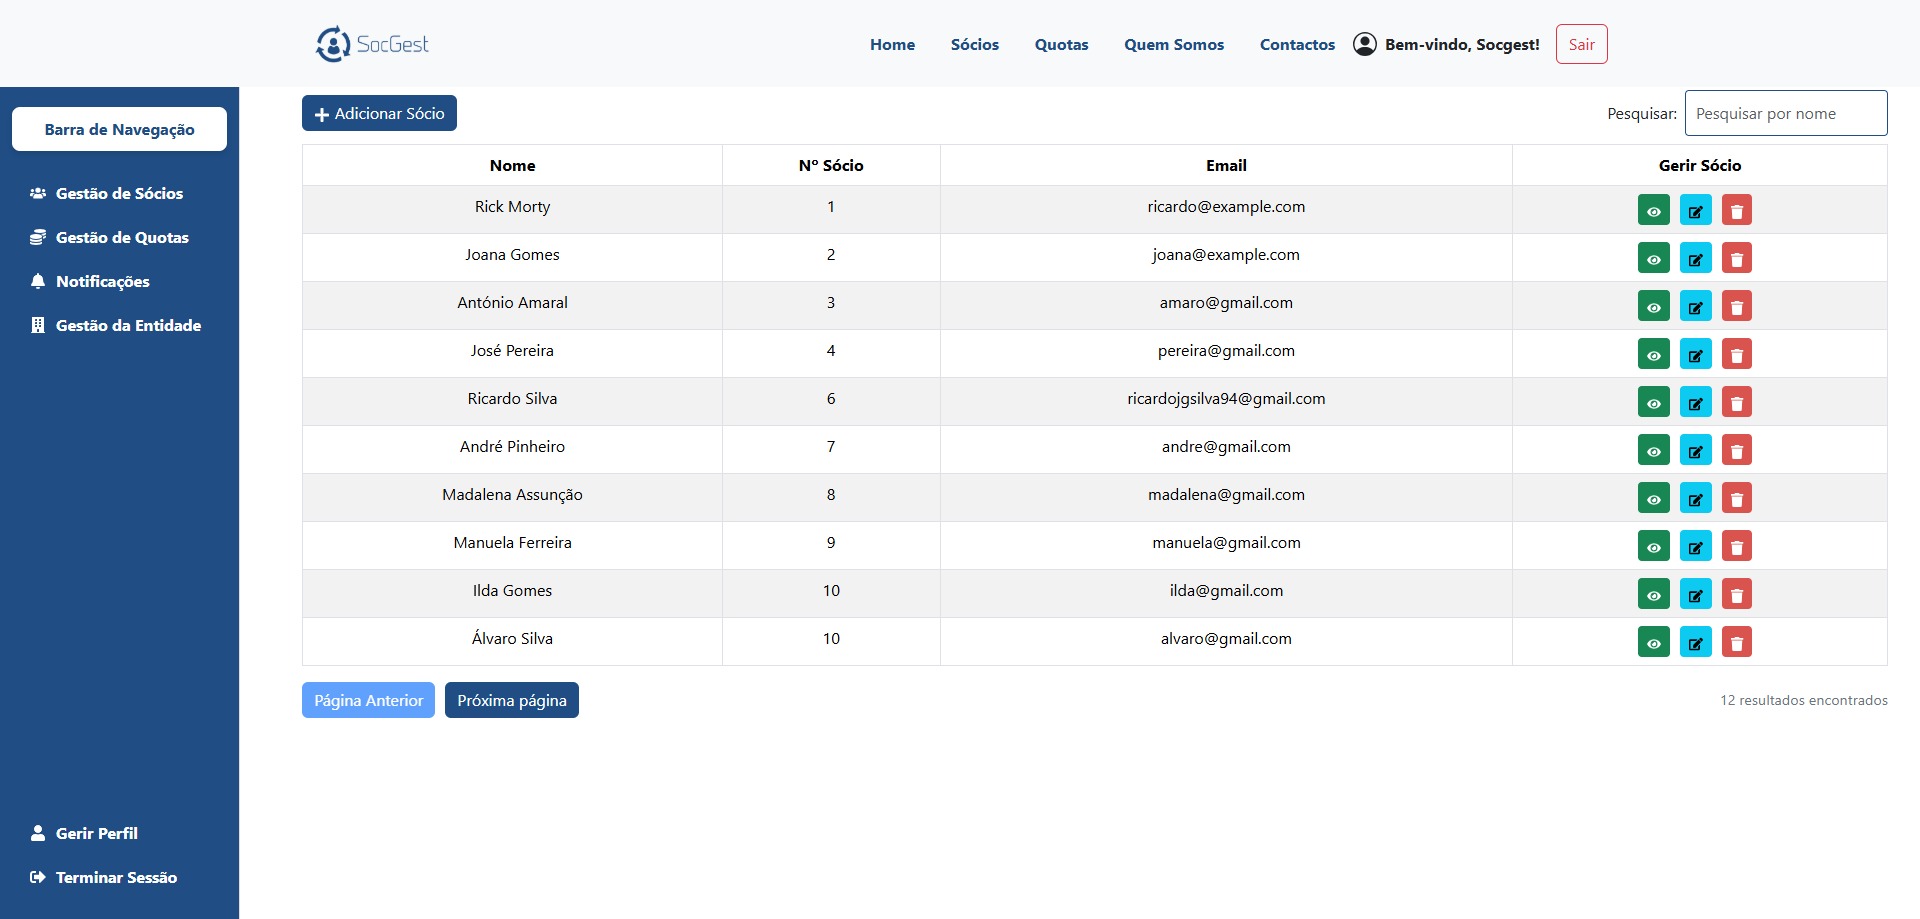 SocGest
Home Sócios Quotas Quem Somos Contactos Bem-vindo, Socgest! Sair
Barra de Navegação
Gestão de Sócios
Gestão de Quotas
Notificações
Gestão da Entidade
Gerir Perfil
Terminar Sessão
Adicionar Sócio
Pesquisar: Pesquisar por nome
Nome Nº Sócio Email Gerir Sócio
Rick Morty 1 ricardo@example.com
Joana Gomes 2 joana@example.com
António Amaral 3 amaro@gmail.com
José Pereira 4 pereira@gmail.com
Ricardo Silva 6 ricardojgsilva94@gmail.com
André Pinheiro 7 andre@gmail.com
Madalena Assunção 8 madalena@gmail.com
Manuela Ferreira 9 manuela@gmail.com
Ilda Gomes 10 ilda@gmail.com
Álvaro Silva 10 alvaro@gmail.com
Página Anterior Próxima página 12 resultados encontrados